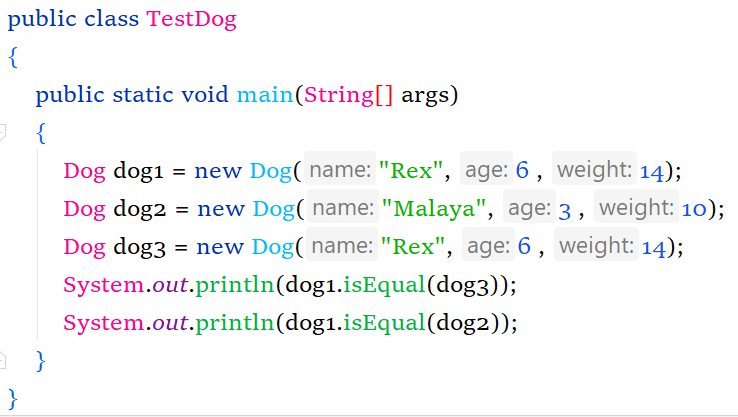 public class TestDog
{
public static void main(String[] args)
{
Dog dog1 = new Dog( name: "Rex", age: 6 , weight: 14);
Dog dog2 = new Dog( name: "Malaya", age: 3 , weight: 10);
Dog dog3 = new Dog( name: "Rex", age: 6 , weight: 14);
System.out.println(dog1.isEqual(dog3));
System.out.println(dog1.isEqual(dog2));
}
}